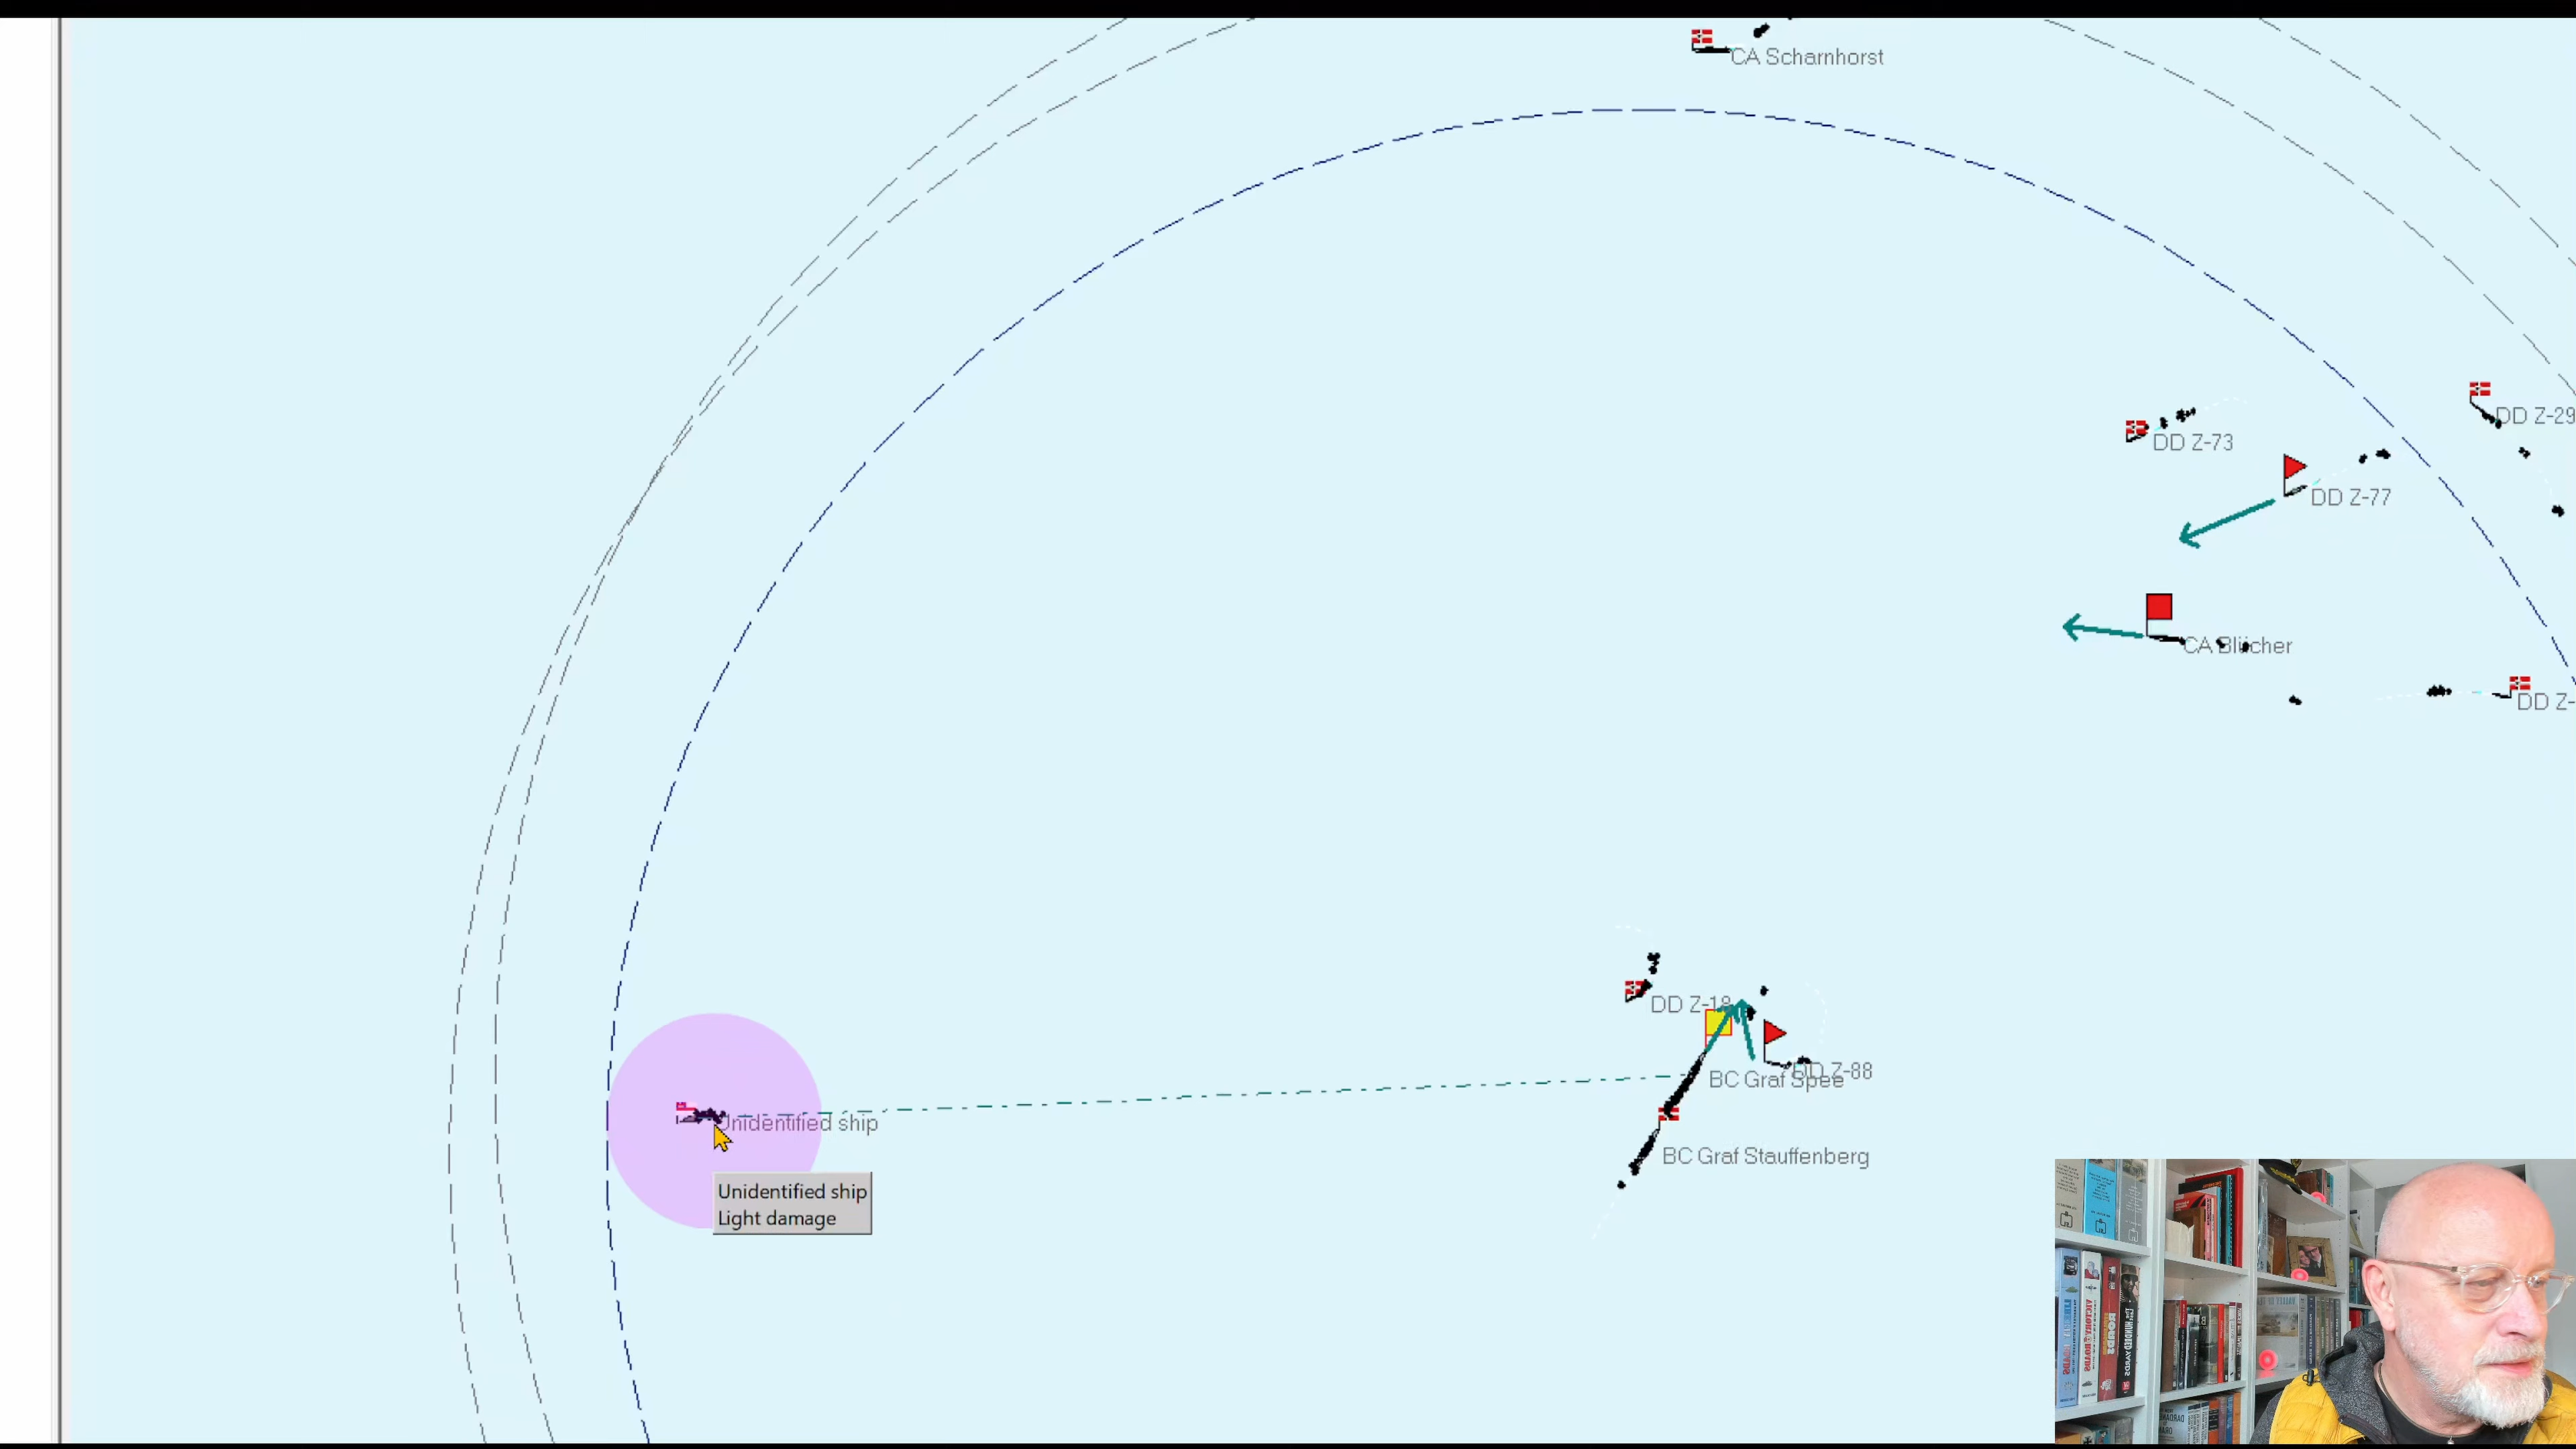 CA Scharnhorst
DD Z-29
DD Z-73
DD Z-77
CA Blücher
DD Z-
DD Z-18
DD Z-88
BC Graf Spee
Unidentified ship
BC Graf Stauffenberg
Unidentified ship
Light damage